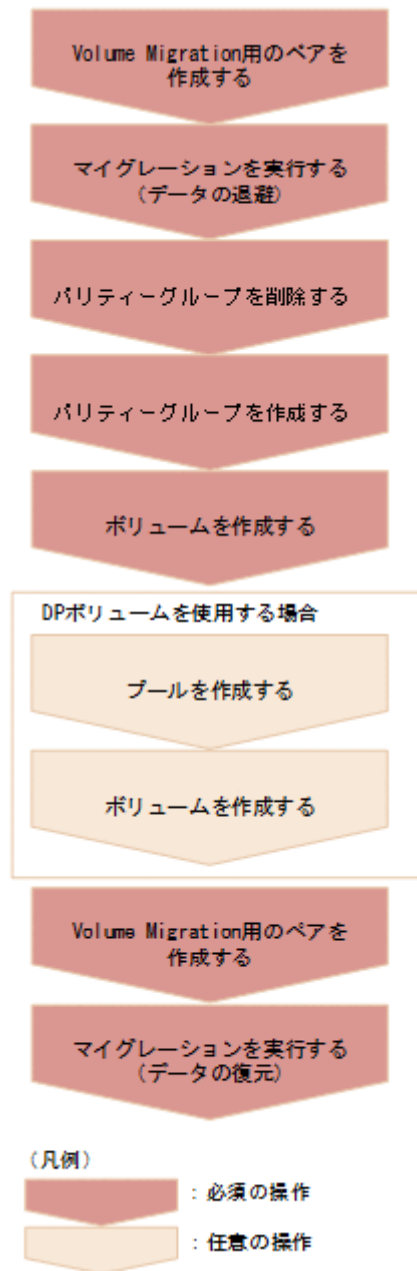 Volume Migration用のペアを
作成する
マイグレーションを実行する
(データの退避)
パリティーグループを削除する
パリティーグループを作成する
ボリュームを作成する
DPボリュームを使用する場合
プールを作成する
ボリュームを作成する
Volume Migration用のペアを
作成する
マイグレーションを実行する
(データの復元)
(凡例)
: 必須の操作
: 任意の操作